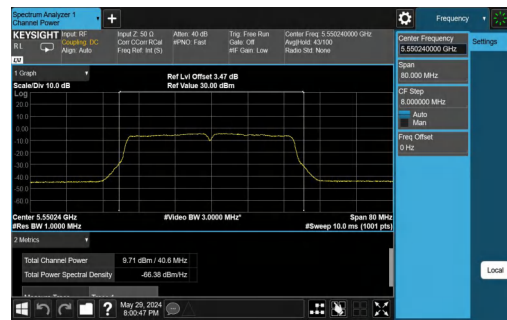 Spectrum Analyzer 1
Channel Power
+
Frequency
Settings
KEYSIGHT
RL
LV
Input: RF
Coupling: DC
Align: Auto
Input Z: 50 Ω
Corr CCorr RCal
Freq Ref: Int (S)
Atten: 40 dB
#PNO: Fast
Trig: Free Run
Gate: Off
#IF Gain: Low
Center Freq: 5.550240000 GHz
Avg|Hold: 43/100
Radio Std: None
Center Frequency
5.550240000 GHz
Span
80.000 MHz
CF Step
8.000000 MHz
Auto
Man
Freq Offset
0 Hz
Local
1 Graph
Scale/Div 10.0 dB
Ref Lvl Offset 3.47 dB
Ref Value 30.00 dBm
Log
20.0
10.0
0.00
-10.0
-20.0
-30.0
-40.0
-50.0
-60.0
Center 5.55024 GHz
#Video BW 3.0000 MHz*
Span 80 MHz
#Res BW 1.0000 MHz
#Sweep 10.0 ms (1001 pts)
2 Metrics
Total Channel Power 9.71 dBm / 40.6 MHz
Total Power Spectral Density -66.38 dBm/Hz
?
May 29, 2024
8:00:47 PM